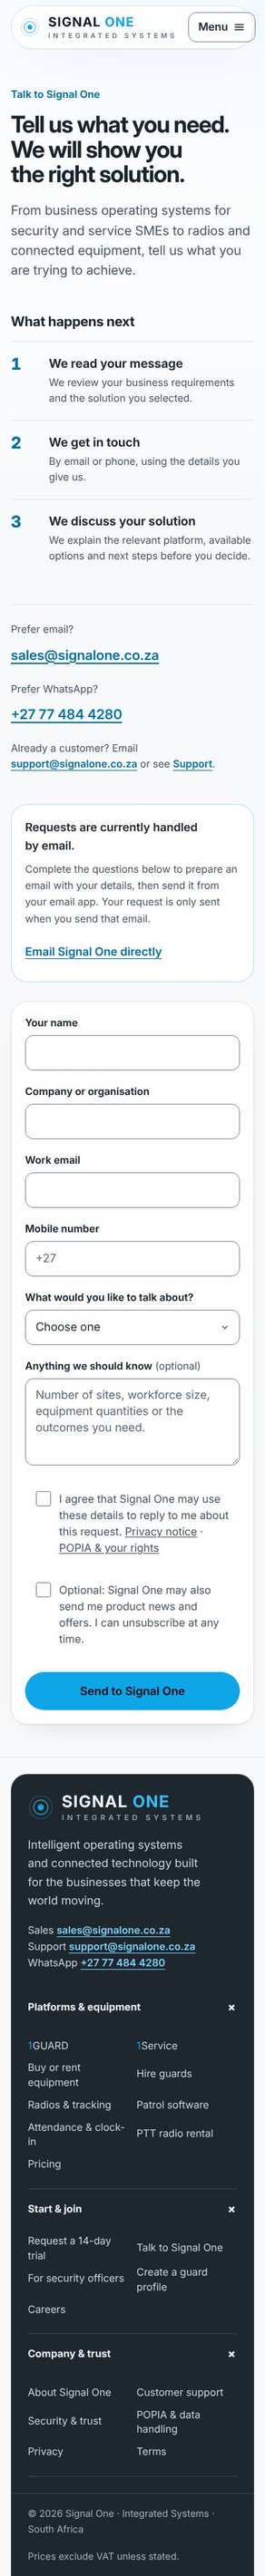 SIGNAL ONE
INTEGRATED SYSTEMS
Menu
Talk to Signal One
Tell us what you need.
We will show you
the right solution.
From business operating systems for
security and service SMEs to radios and
connected equipment, tell us what you
are trying to achieve.
What happens next
1
We read your message
We review your business requirements
and the solution you selected.
2
We get in touch
By email or phone, using the details you
give us.
3
We discuss your solution
We explain the relevant platform, available
options and next steps before you decide.
Prefer email?
sales@signalone.co.za
Prefer WhatsApp?
+27 77 484 4280
Already a customer? Email
support@signalone.co.za or see Support.
Requests are currently handled
by email.
Complete the questions below to prepare an
email with your details, then send it from
your email app. Your request is only sent
when you send that email.
Email Signal One directly
Your name
Company or organisation
Work email
Mobile number
+27
What would you like to talk about?
Choose one
Anything we should know (optional)
Number of sites, workforce size,
equipment quantities or the
outcomes you need.
I agree that Signal One may use
these details to reply to me about
this request. Privacy notice ·
POPIA & your rights
Optional: Signal One may also
send me product news and
offers. I can unsubscribe at any
time.
Send to Signal One
SIGNAL ONE
INTEGRATED SYSTEMS
Intelligent operating systems
and connected technology built
for the businesses that keep the
world moving.
Sales sales@signalone.co.za
Support support@signalone.co.za
WhatsApp +27 77 484 4280
Platforms & equipment
1GUARD
1Service
Buy or rent
equipment
Hire guards
Radios & tracking
Patrol software
Attendance & clock-
in
PTT radio rental
Pricing
Start & join
Request a 14-day
trial
Talk to Signal One
For security officers
Create a guard
profile
Careers
Company & trust
About Signal One
Customer support
Security & trust
POPIA & data
handling
Privacy
Terms
© 2026 Signal One · Integrated Systems ·
South Africa
Prices exclude VAT unless stated.